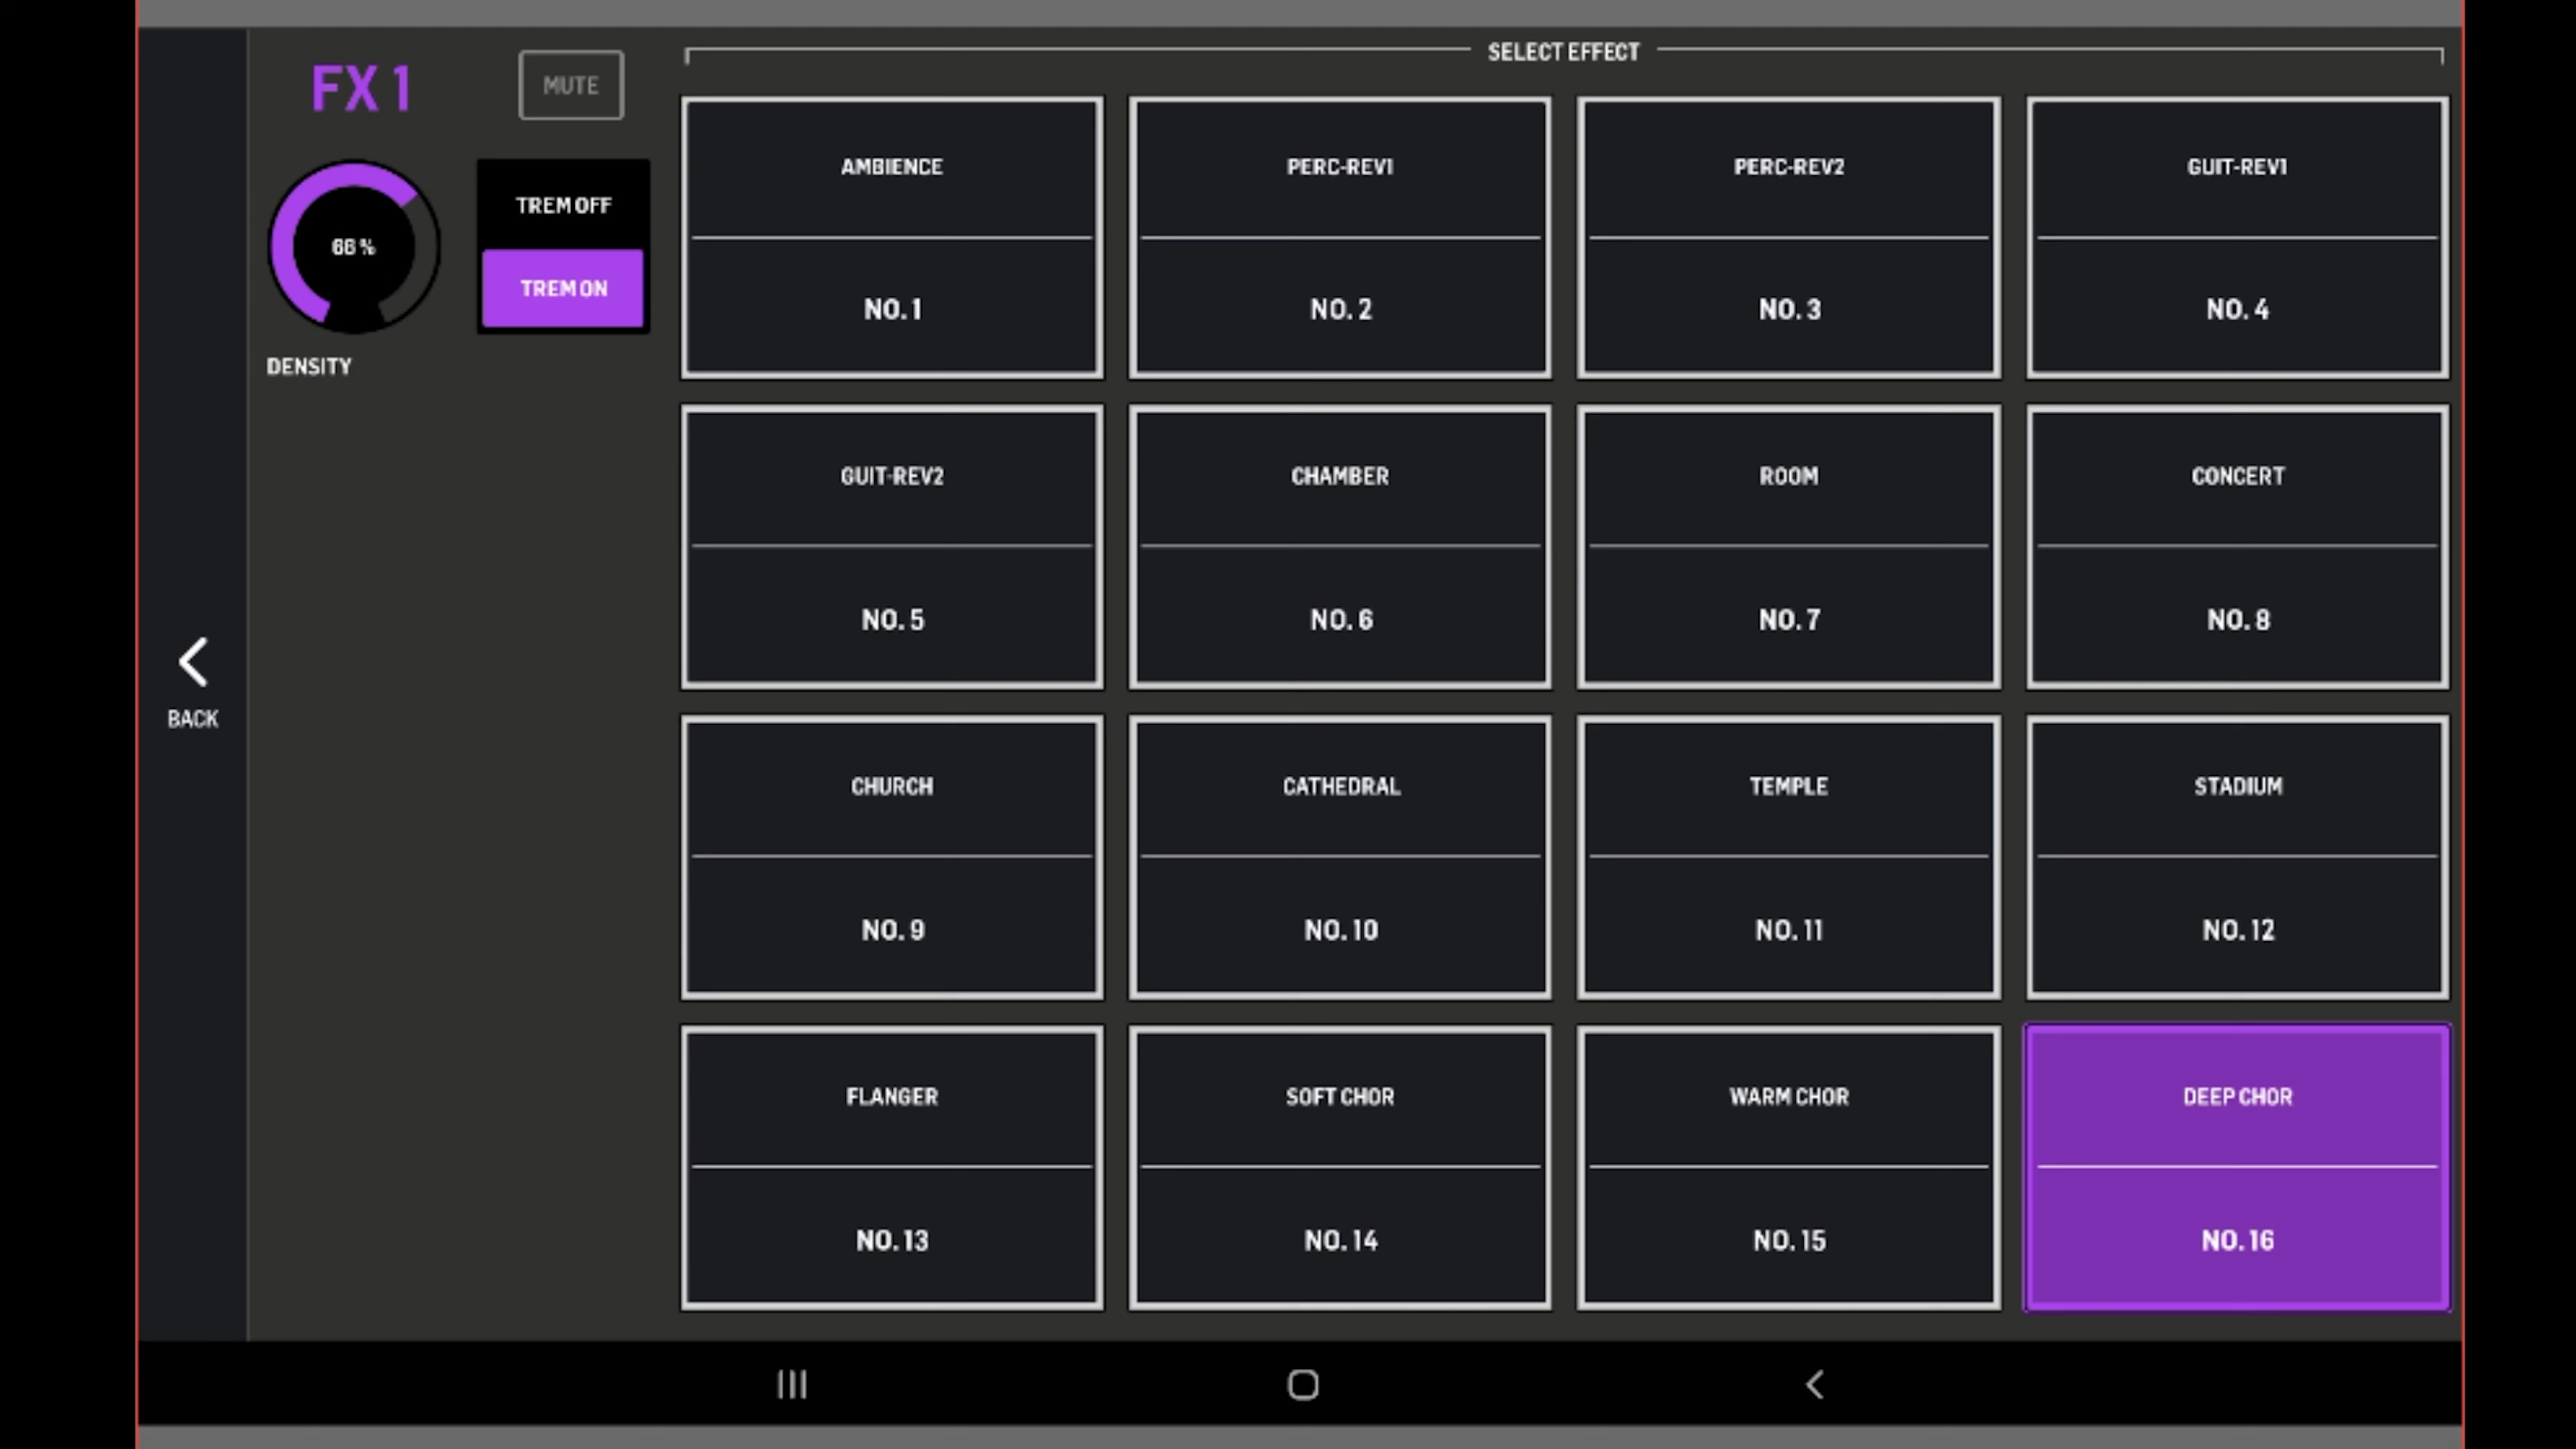 SELECT EFFECT
FX 1
MUTE
66 %
DENSITY
TREM OFF
TREM ON
BACK
AMBIENCE
NO. 1
PERC-REV1
NO. 2
PERC-REV2
NO. 3
GUIT-REV1
NO. 4
GUIT-REV2
NO. 5
CHAMBER
NO. 6
ROOM
NO. 7
CONCERT
NO. 8
CHURCH
NO. 9
CATHEDRAL
NO. 10
TEMPLE
NO. 11
STADIUM
NO. 12
FLANGER
NO. 13
SOFT CHOR
NO. 14
WARM CHOR
NO. 15
DEEP CHOR
NO. 16